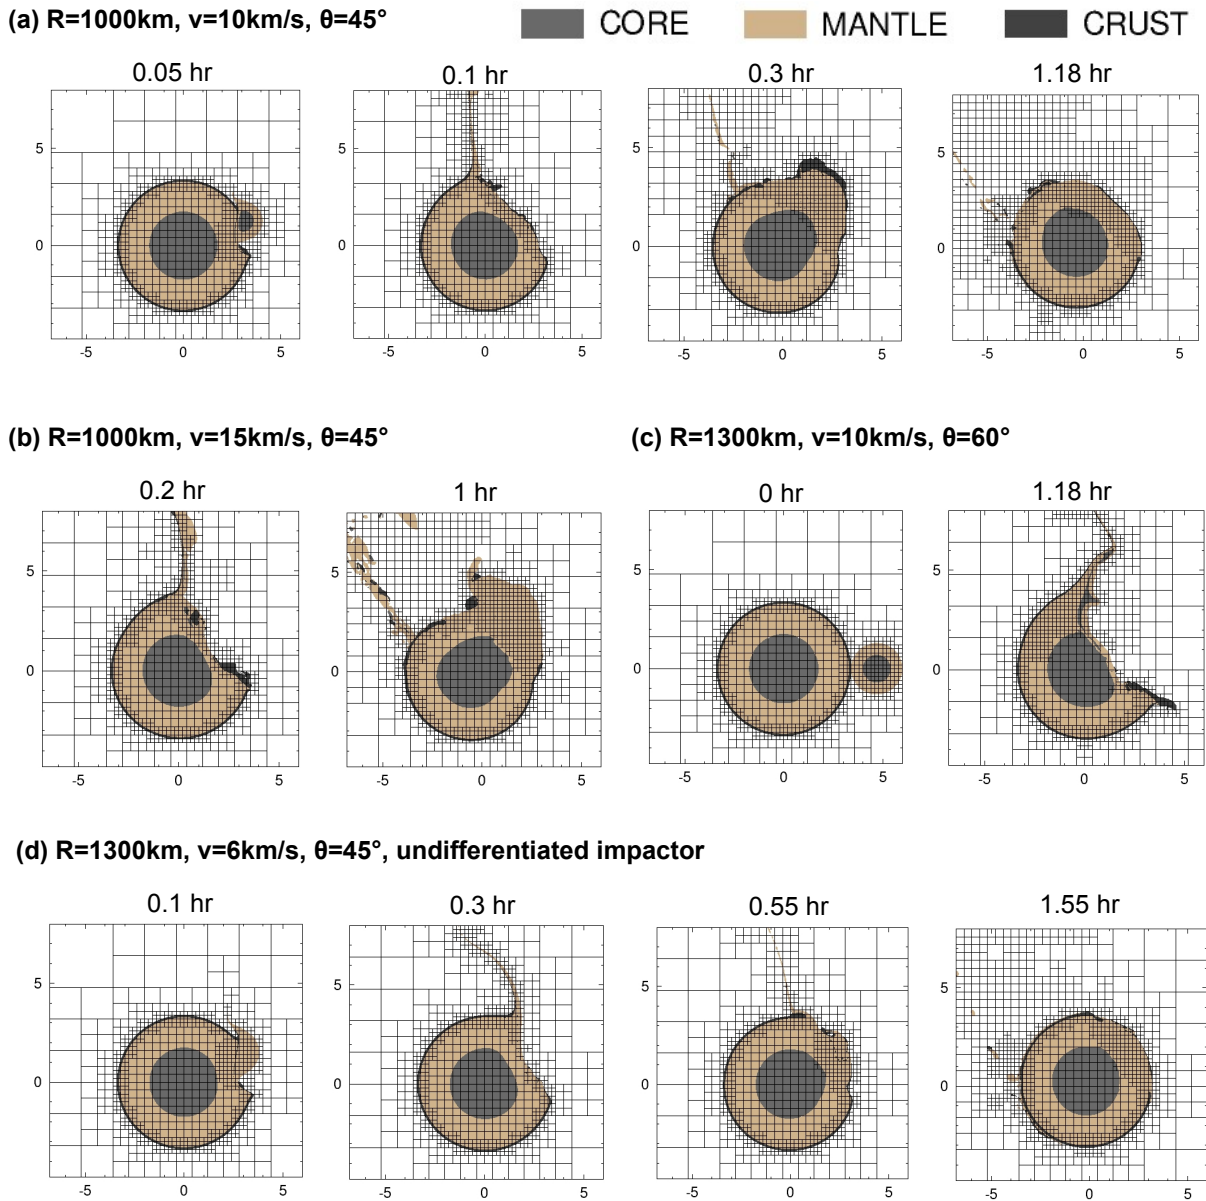 (a) R=1000km, v=10km/s, θ=45°
CORE MANTLE CRUST
0.05 hr 0.1 hr 0.3 hr 1.18 hr
5 5 5 5
0 0 0 0
-5 0 5 -5 0 5 -5 0 5 -5 0 5
(b) R=1000km, v=15km/s, θ=45° (c) R=1300km, v=10km/s, θ=60°
0.2 hr 1 hr 0 hr 1.18 hr
5 5 5 5
0 0 0 0
-5 0 5 -5 0 5 -5 0 5 -5 0 5
(d) R=1300km, v=6km/s, θ=45°, undifferentiated impactor
0.1 hr 0.3 hr 0.55 hr 1.55 hr
5 5 5 5
0 0 0 0
-5 0 5 -5 0 5 -5 0 5 -5 0 5